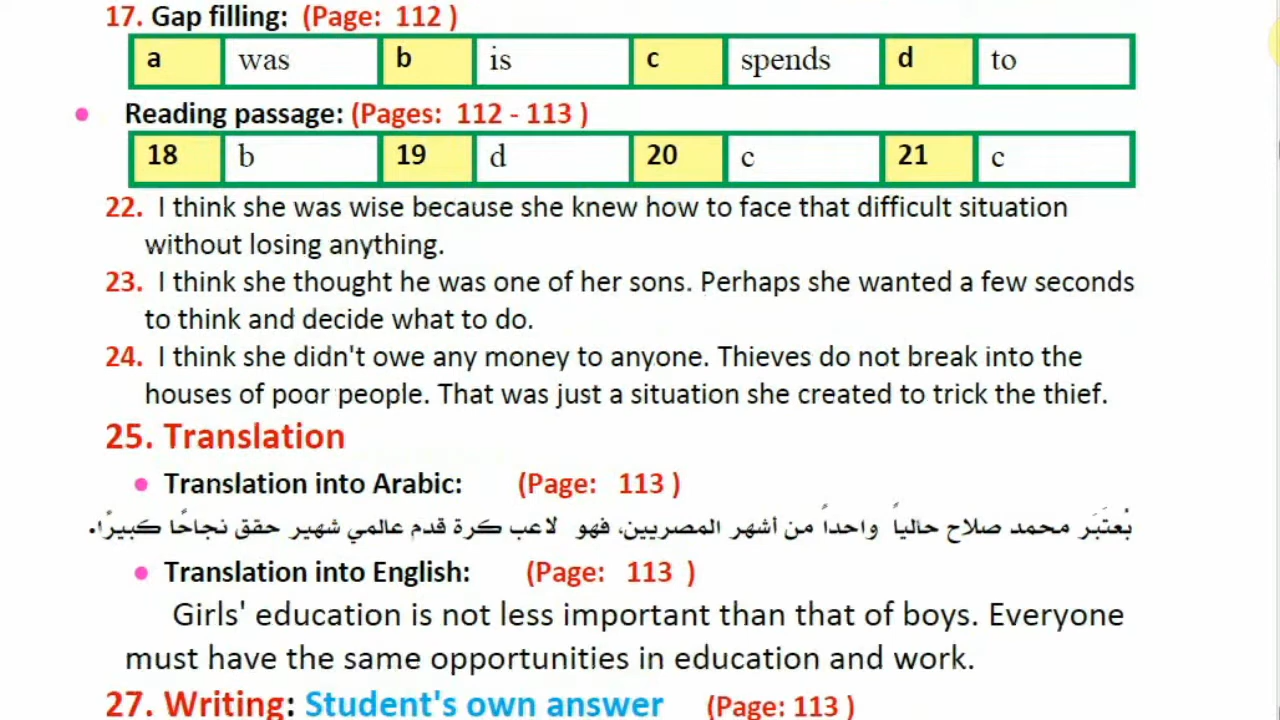 17. Gap filling: (Page: 112 )
a was b is c spends d to
Reading passage: (Pages: 112 - 113 )
18 b 19 d 20 c 21 c
22. I think she was wise because she knew how to face that difficult situation
without losing anything.
23. I think she thought he was one of her sons. Perhaps she wanted a few seconds
to think and decide what to do.
24. I think she didn't owe any money to anyone. Thieves do not break into the
houses of poor people. That was just a situation she created to trick the thief.
25. Translation
Translation into Arabic: (Page: 113 )
يُعتَبَر محمد صلاح حالياً واحداً من أشهر المصريين، فهو لاعب كرة قدم عالمي شهير حقق نجاحًا كبيرًا.
Translation into English: (Page: 113 )
Girls' education is not less important than that of boys. Everyone
must have the same opportunities in education and work.
27. Writing: Student's own answer (Page: 113 )